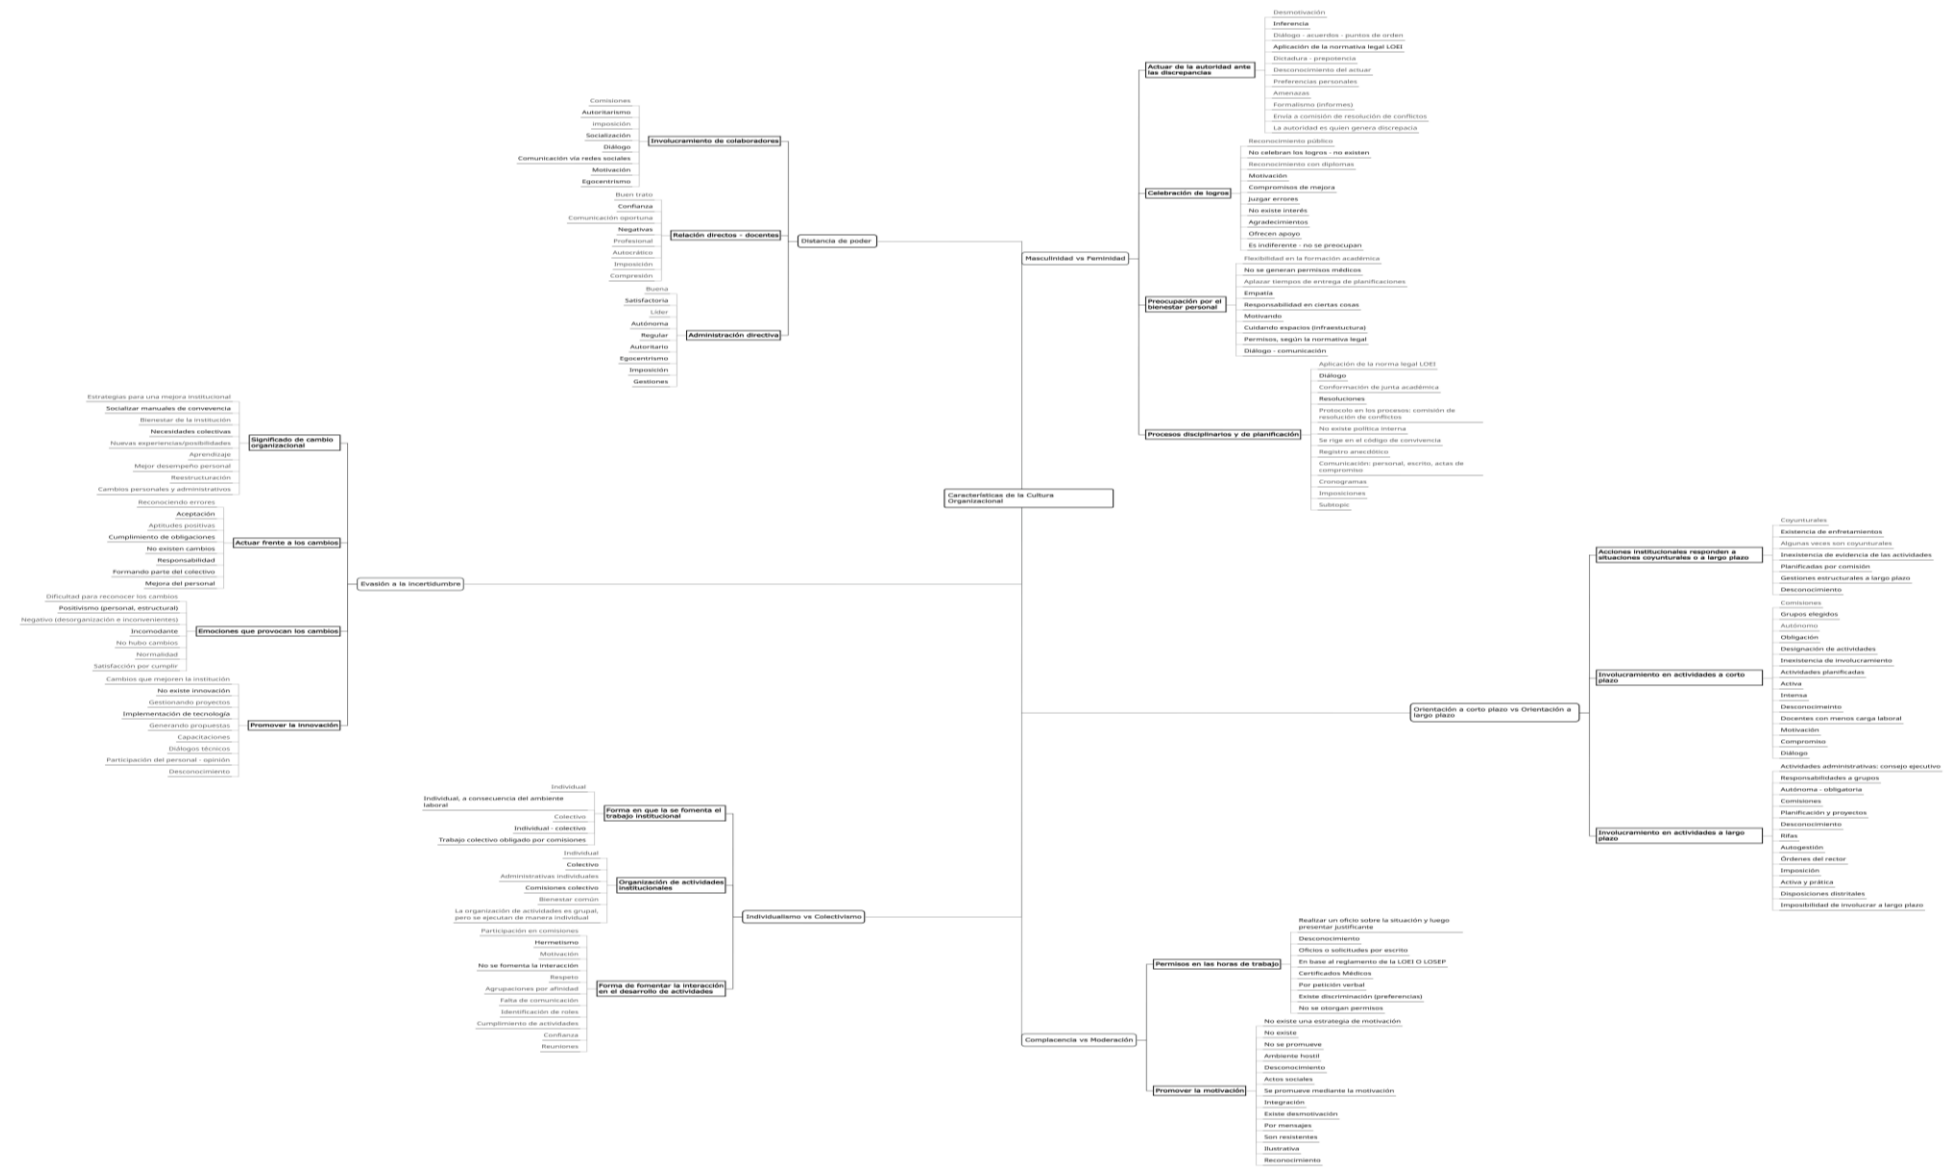 Características de la Cultura
Organizacional
Distancia de poder
Involucramiento de colaboradores
Comisiones
Autoritarismo
Imposición
Socialización
Diálogo
Comunicación vía redes sociales
Motivación
Egocentrismo
Relación directos - docentes
Buen trato
Confianza
Comunicación oportuna
Negativas
Profesional
Autocrático
Imposición
Compresión
Administración directiva
Buena
Satisfactoria
Líder
Autónoma
Regular
Autoritario
Egocentrismo
Imposición
Gestiones
Evasión a la incertidumbre
Significado de cambio
organizacional
Estrategias para una mejora institucional
Socializar manuales de convevencia
Bienestar de la institución
Necesidades colectivas
Nuevas experiencias/posibilidades
Aprendizaje
Mejor desempeño personal
Reestructuración
Cambios personales y administrativos
Actuar frente a los cambios
Reconociendo errores
Aceptación
Aptitudes positivas
Cumplimiento de obligaciones
No existen cambios
Responsabilidad
Formando parte del colectivo
Mejora del personal
Emociones que provocan los cambios
Dificultad para reconocer los cambios
Positivismo (personal, estructural)
Negativo (desorganización e inconvenientes)
Incomodante
No hubo cambios
Normalidad
Satisfacción por cumplir
Promover la innovación
Cambios que mejoren la institución
No existe innovación
Gestionando proyectos
Implementación de tecnología
Generando propuestas
Capacitaciones
Diálogos técnicos
Participación del personal - opinión
Desconocimiento
Individualismo vs Colectivismo
Forma en que la se fomenta el
trabajo institucional
Individual
Individual, a consecuencia del ambiente
laboral
Colectivo
Individual - colectivo
Trabajo colectivo obligado por comisiones
Organización de actividades
institucionales
Individual
Colectivo
Administrativas individuales
Comisiones colectivo
Bienestar común
La organización de actividades es grupal,
pero se ejecutan de manera individual
Forma de fomentar la interacción
en el desarrollo de actividades
Participación en comisiones
Hermetismo
Motivación
No se fomenta la interacción
Respeto
Agrupaciones por afinidad
Falta de comunicación
Identificación de roles
Cumplimiento de actividades
Confianza
Reuniones
Masculinidad vs Feminidad
Actuar de la autoridad ante
las discrepancias
Desmotivación
Inferencia
Diálogo - acuerdos - puntos de orden
Aplicación de la normativa legal LOEI
Dictadura - prepotencia
Desconocimiento del actuar
Preferencias personales
Amenazas
Formalismo (informes)
Envía a comisión de resolución de conflictos
La autoridad es quien genera discrepacia
Celebración de logros
Reconocimiento público
No celebran los logros - no existen
Reconocimiento con diplomas
Motivación
Compromisos de mejora
Juzgar errores
No existe interés
Agradecimientos
Ofrecen apoyo
Es indiferente - no se preocupan
Preocupación por el
bienestar personal
Flexibilidad en la formación académica
No se generan permisos médicos
Aplazar tiempos de entrega de planificaciones
Empatía
Responsabilidad en ciertas cosas
Motivando
Cuidando espacios (infraestuctura)
Permisos, según la normativa legal
Diálogo - comunicación
Procesos disciplinarios y de planificación
Aplicación de la norma legal LOEI
Diálogo
Conformación de junta académica
Resoluciones
Protocolo en los procesos: comisión de
resolución de conflictos
No existe política interna
Se rige en el código de convivencia
Registro anecdótico
Comunicación: personal, escrito, actas de
compromiso
Cronogramas
Imposiciones
Subtopic
Orientación a corto plazo vs Orientación a
largo plazo
Acciones institucionales responden a
situaciones coyunturales o a largo plazo
Coyunturales
Existencia de enfretamientos
Algunas veces son coyunturales
Inexistencia de evidencia de las actividades
Planificadas por comisión
Gestiones estructurales a largo plazo
Desconocimiento
Involucramiento en actividades a corto
plazo
Comisiones
Grupos elegidos
Autónomo
Obligación
Designación de actividades
Inexistencia de involucramiento
Actividades planificadas
Activa
Intensa
Desconocimeinto
Docentes con menos carga laboral
Motivación
Compromiso
Diálogo
Involucramiento en actividades a largo
plazo
Actividades administrativas: consejo ejecutivo
Responsabilidades a grupos
Autónoma - obligatoria
Comisiones
Planificación y proyectos
Desconocimiento
Rifas
Autogestión
Órdenes del rector
Imposición
Activa y prática
Disposiciones distritales
Imposibilidad de involucrar a largo plazo
Complacencia vs Moderación
Permisos en las horas de trabajo
Realizar un oficio sobre la situación y luego
presentar justificante
Desconocimiento
Oficios o solicitudes por escrito
En base al reglamento de la LOEI O LOSEP
Certificados Médicos
Por petición verbal
Existe discriminación (preferencias)
No se otorgan permisos
Promover la motivación
No existe una estrategia de motivación
No existe
No se promueve
Ambiente hostil
Desconocimiento
Actos sociales
Se promueve mediante la motivación
Integración
Existe desmotivación
Por mensajes
Son resistentes
Ilustrativa
Reconocimiento